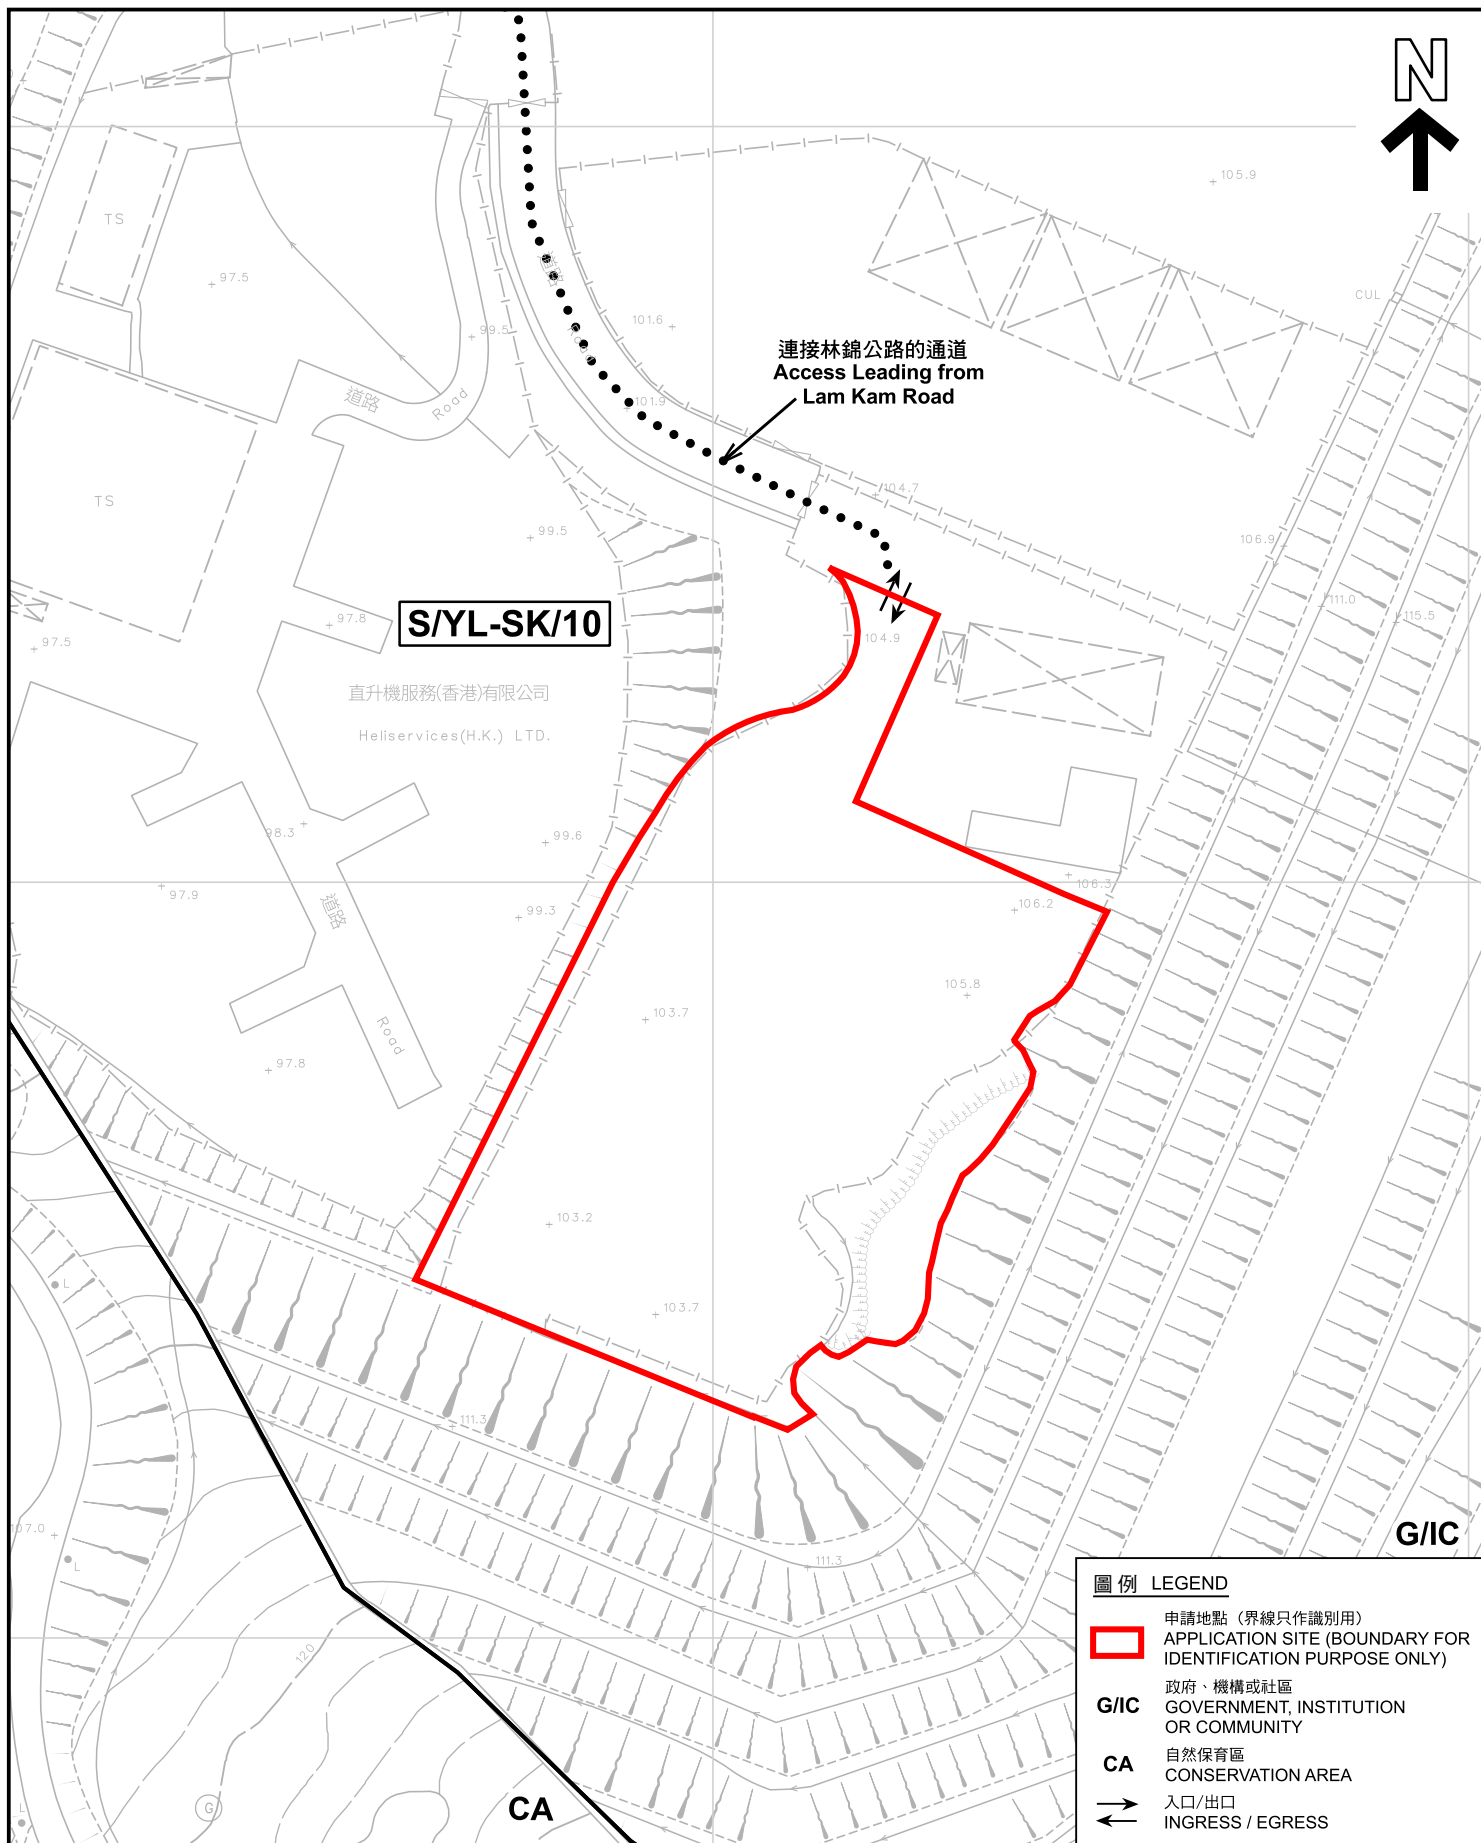 N
105.9
TS
97.5
道路
CUL
99.5
101.6
Road
連接林錦公路的通道
Access Leading from
Lam Kam Road
道路
Road
101.9
TS
104.7
99.5
106.9
111.0
115.5
97.8
S/YL-SK/10
104.9
97.5
直升機服務(香港)有限公司
Heliservices(H.K.) LTD.
98.3
99.6
97.9
106.3
道路
99.3
106.2
105.8
103.7
Road
97.8
103.2
L
103.7
111.3
107.0
G/IC
111.3
L
圖例 LEGEND
申請地點（界線只作識別用）
APPLICATION SITE (BOUNDARY FOR
IDENTIFICATION PURPOSE ONLY)
120
政府、機構或社區
G/IC GOVERNMENT, INSTITUTION
OR COMMUNITY
自然保育區
CA CONSERVATION AREA
L
G
CA
入口/出口
INGRESS / EGRESS